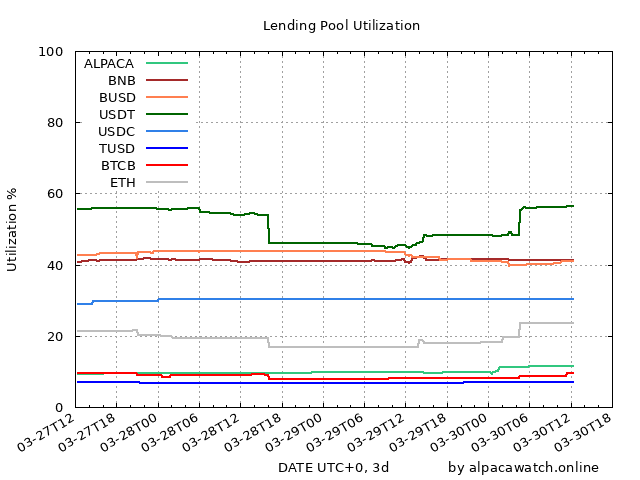 Lending Pool Utilization
100
80
60
40
20
0
Utilization %
ALPACA
BNB
BUSD
USDT
USDC
TUSD
BTCB
ETH
03-27T12
03-27T18
03-28T00
03-28T06
03-28T12
03-28T18
03-29T00
03-29T06
03-29T12
03-29T18
03-30T00
03-30T06
03-30T12
03-30T18
DATE UTC+0, 3d
by alpacawatch.online